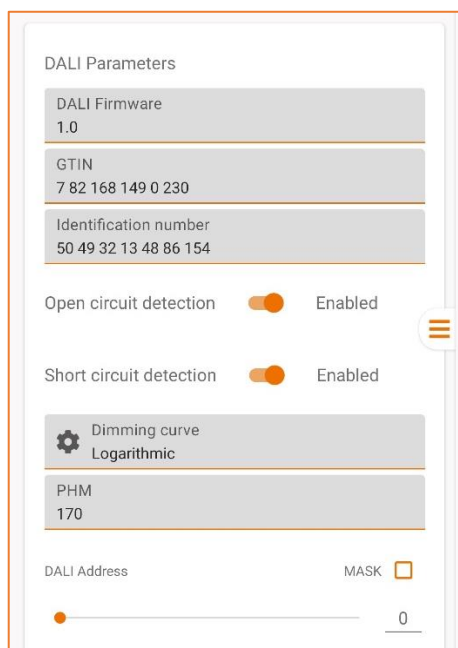 DALI Parameters
DALI Firmware
1.0
GTIN
7 82 168 149 0 230
Identification number
50 49 32 13 48 86 154
Open circuit detection Enabled
Short circuit detection Enabled
Dimming curve
Logarithmic
PHM
170
DALI Address MASK
0